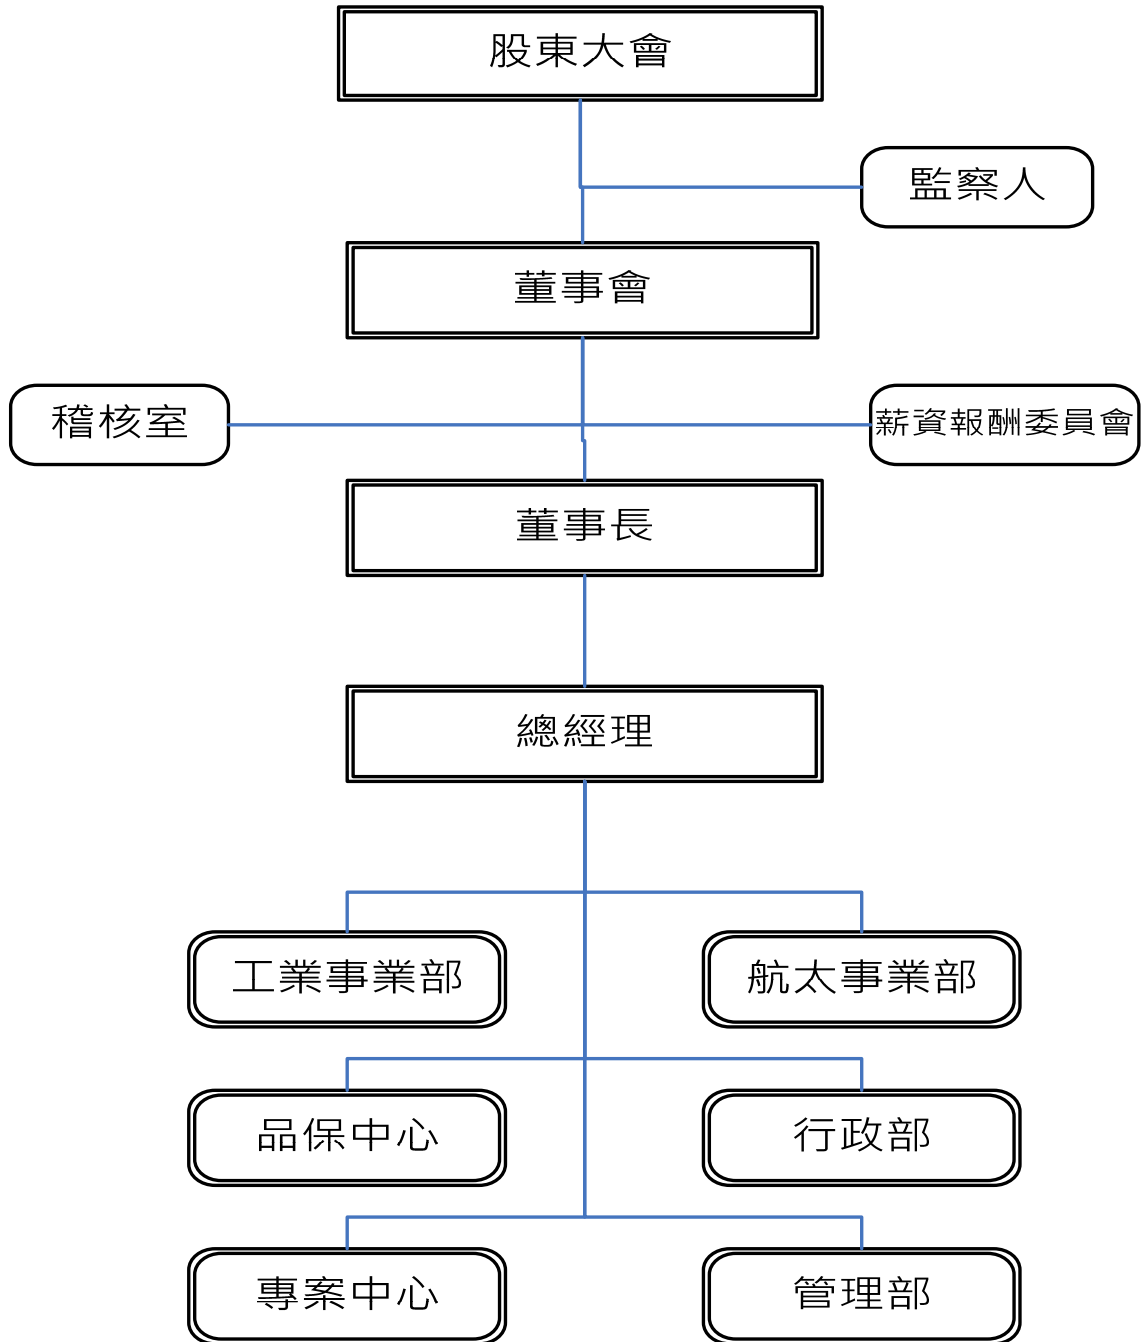 股東大會
監察人
董事會
稽核室
薪資報酬委員會
董事長
總經理
工業事業部
航太事業部
品保中心
行政部
專案中心
管理部